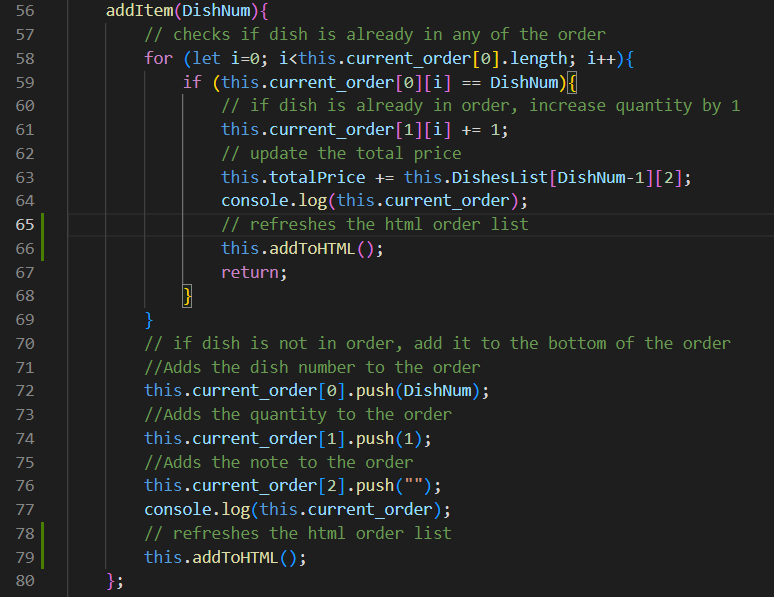 56 addItem(DishNum){
57 // checks if dish is already in any of the order
58 for (let i=0; i<this.current_order[0].length; i++){
59 if (this.current_order[0][i] == DishNum){
60 // if dish is already in order, increase quantity by 1
61 this.current_order[1][i] += 1;
62 // update the total price
63 this.totalPrice += this.DishesList[DishNum-1][2];
64 console.log(this.current_order);
65 // refreshes the html order list
66 this.addToHTML();
67 return;
68 }
69 }
70 // if dish is not in order, add it to the bottom of the order
71 //Adds the dish number to the order
72 this.current_order[0].push(DishNum);
73 //Adds the quantity to the order
74 this.current_order[1].push(1);
75 //Adds the note to the order
76 this.current_order[2].push("");
77 console.log(this.current_order);
78 // refreshes the html order list
79 this.addToHTML();
80 };